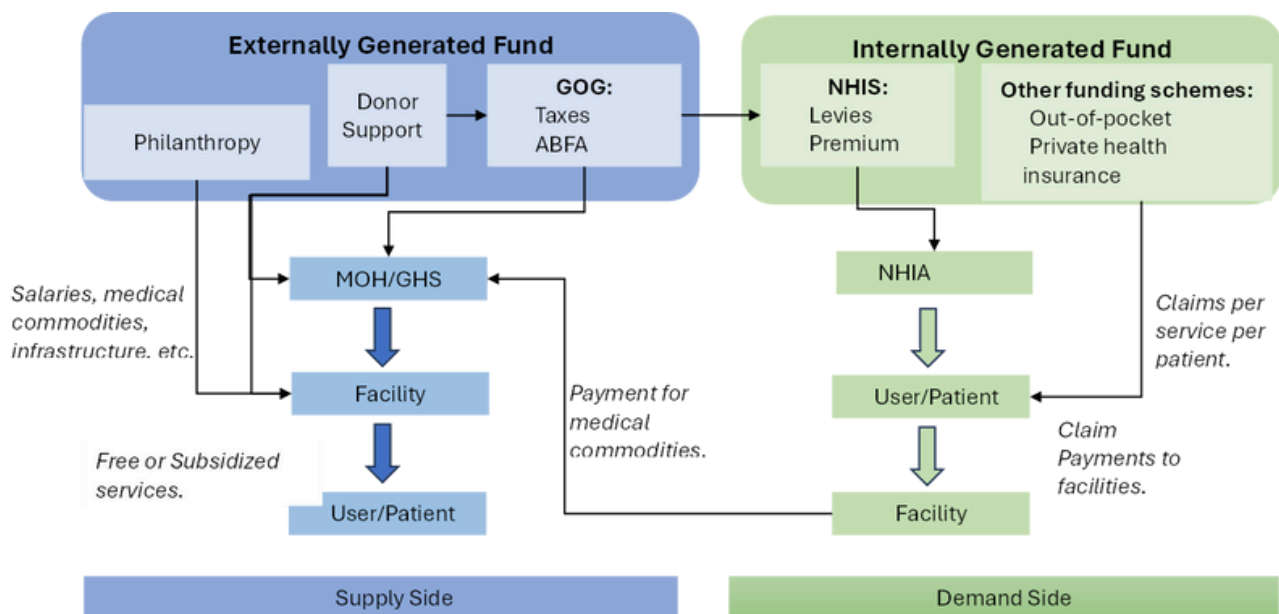 Externally Generated Fund
Philanthropy
Donor
Support
GOG:
Taxes
ABFA
Internally Generated Fund
NHIS:
Levies
Premium
Other funding schemes:
Out-of-pocket
Private health
insurance
MOH/GHS
NHIA
Salaries, medical
commodities,
infrastructure. etc.
Claims per
service per
patient.
Facility
Payment for
medical
commodities.
User/Patient
Claim
Payments to
facilities.
Free or Subsidized
services.
User/Patient
Facility
Supply Side
Demand Side